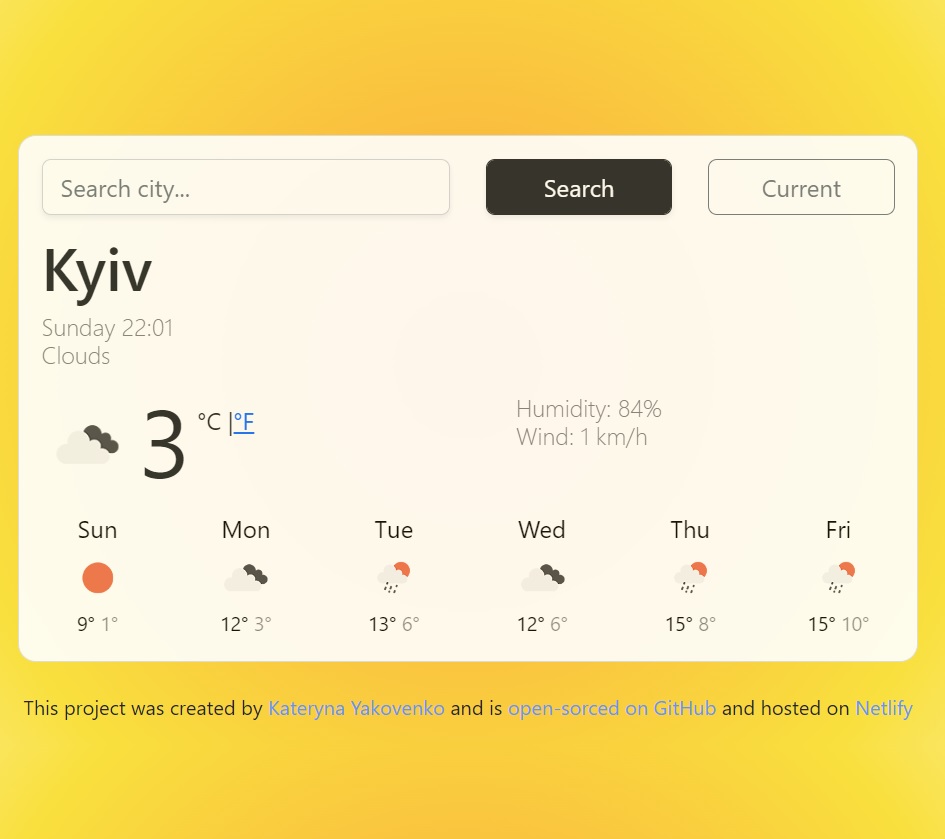 Search city... Search Current
Kyiv
Sunday 22:01
Clouds
3 °C |°F
Humidity: 84%
Wind: 1 km/h
Sun Mon Tue Wed Thu Fri
9° 1° 12° 3° 13° 6° 12° 6° 15° 8° 15° 10°
This project was created by Kateryna Yakovenko and is open-sorced on GitHub and hosted on Netlify